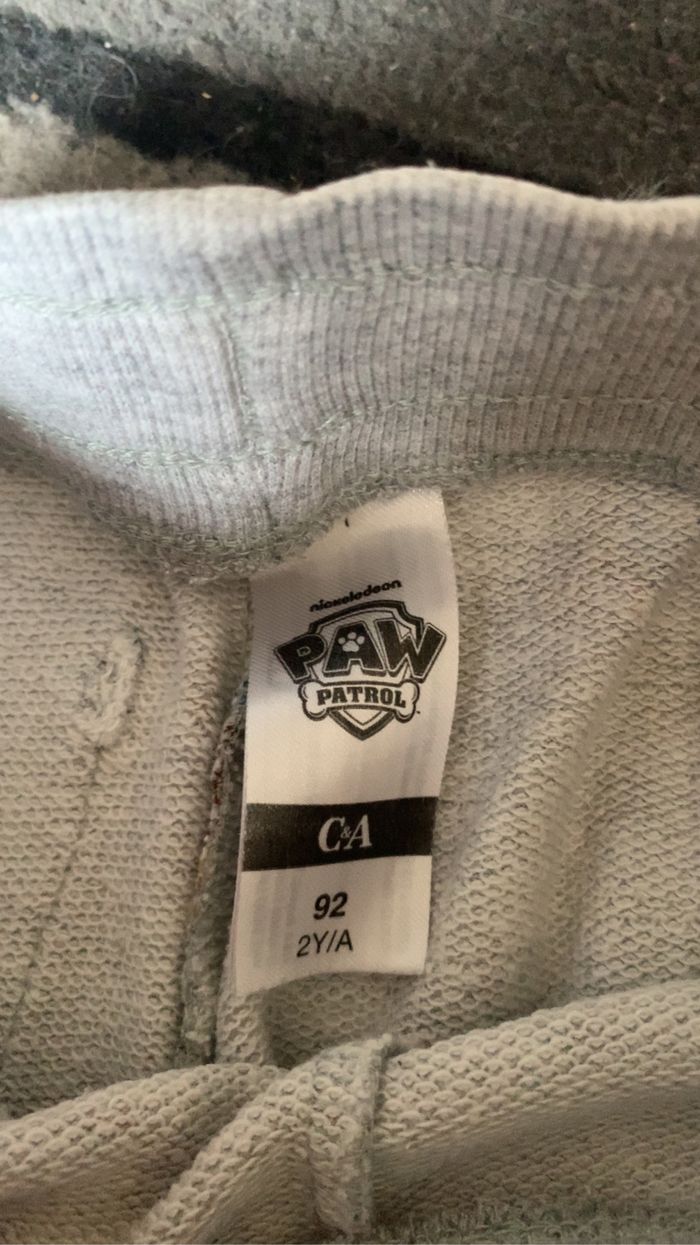 nickelodeon
PAW
PATROL
C&A
92
2Y/A